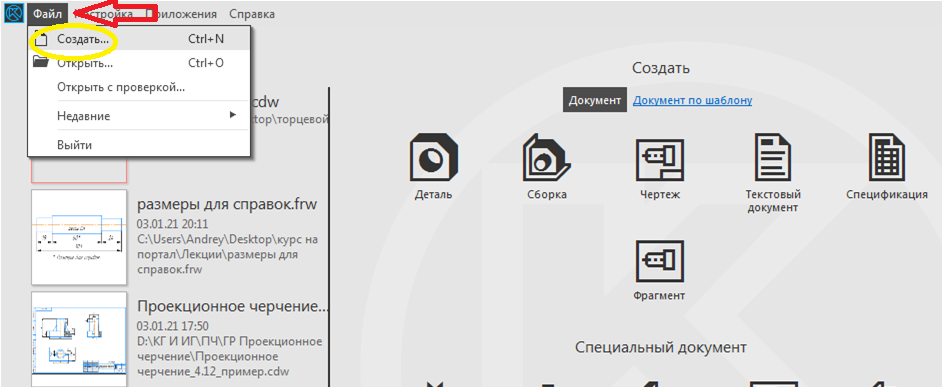 Файл
Настройка Приложения Справка
Создать... Ctrl+N
Открыть... Ctrl+O
Открыть с проверкой...
Недавние
Выйти
.cdw
ktop\торцевой
размеры для справок.frw
03.01.21 20:11
C:\Users\Andrey\Desktop\курс на
портал\Лекции\размеры для
справок.frw
Проекционное черчение...
03.01.21 17:50
D:\КГ И ИГ\ПЧ\ГР Проекционное
черчение\Проекционное
черчение_4.12_пример.cdw
Создать
Документ Документ по шаблону
Деталь
Сборка
Чертеж
Текстовый
документ
Спецификация
Фрагмент
Специальный документ